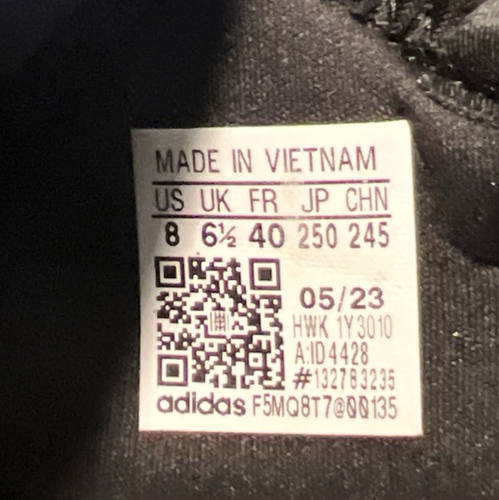 MADE IN VIETNAM
US UK FR JP CHN
8 6½ 40 250 245
05/23
HWK 1Y3010
A:ID4428
#132783235
adidas F5MQ8T7@00135